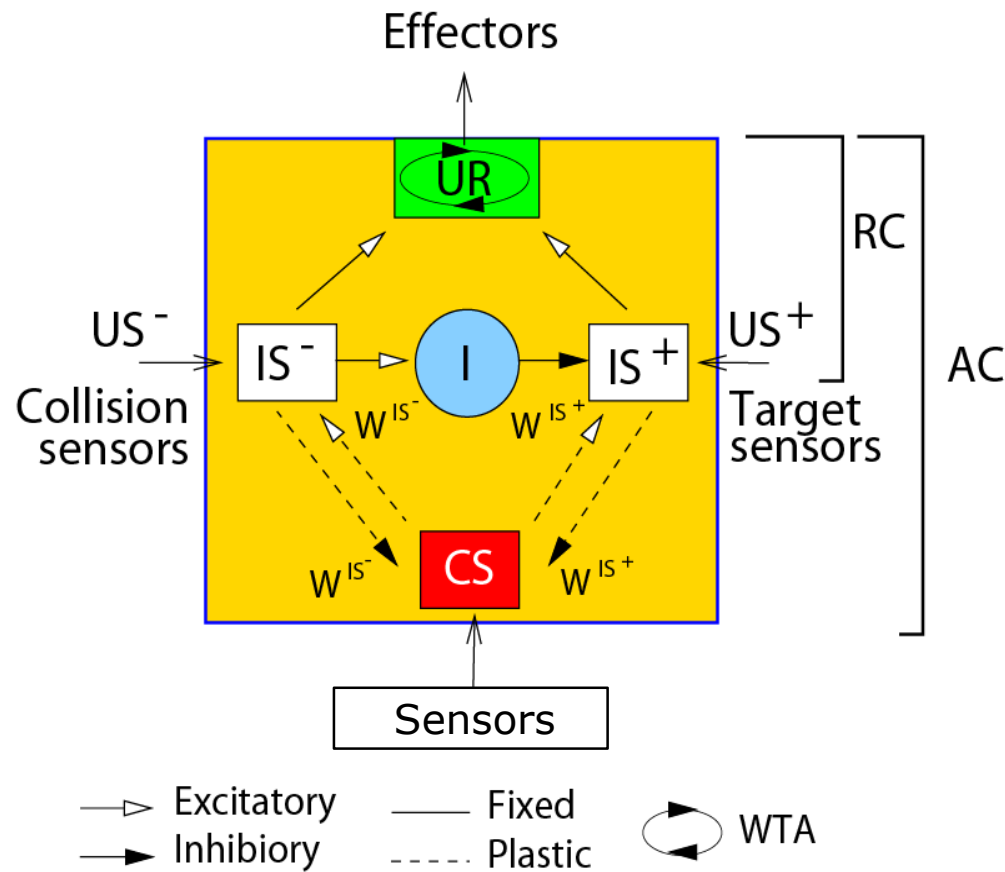 Effectors
UR
RC
US⁻
US⁺
IS⁻
I
IS⁺
AC
Collision
sensors
Target
sensors
W^IS⁻
W^IS⁺
CS
W^IS⁻
W^IS⁺
Sensors
Excitatory
Fixed
WTA
Inhibiory
Plastic